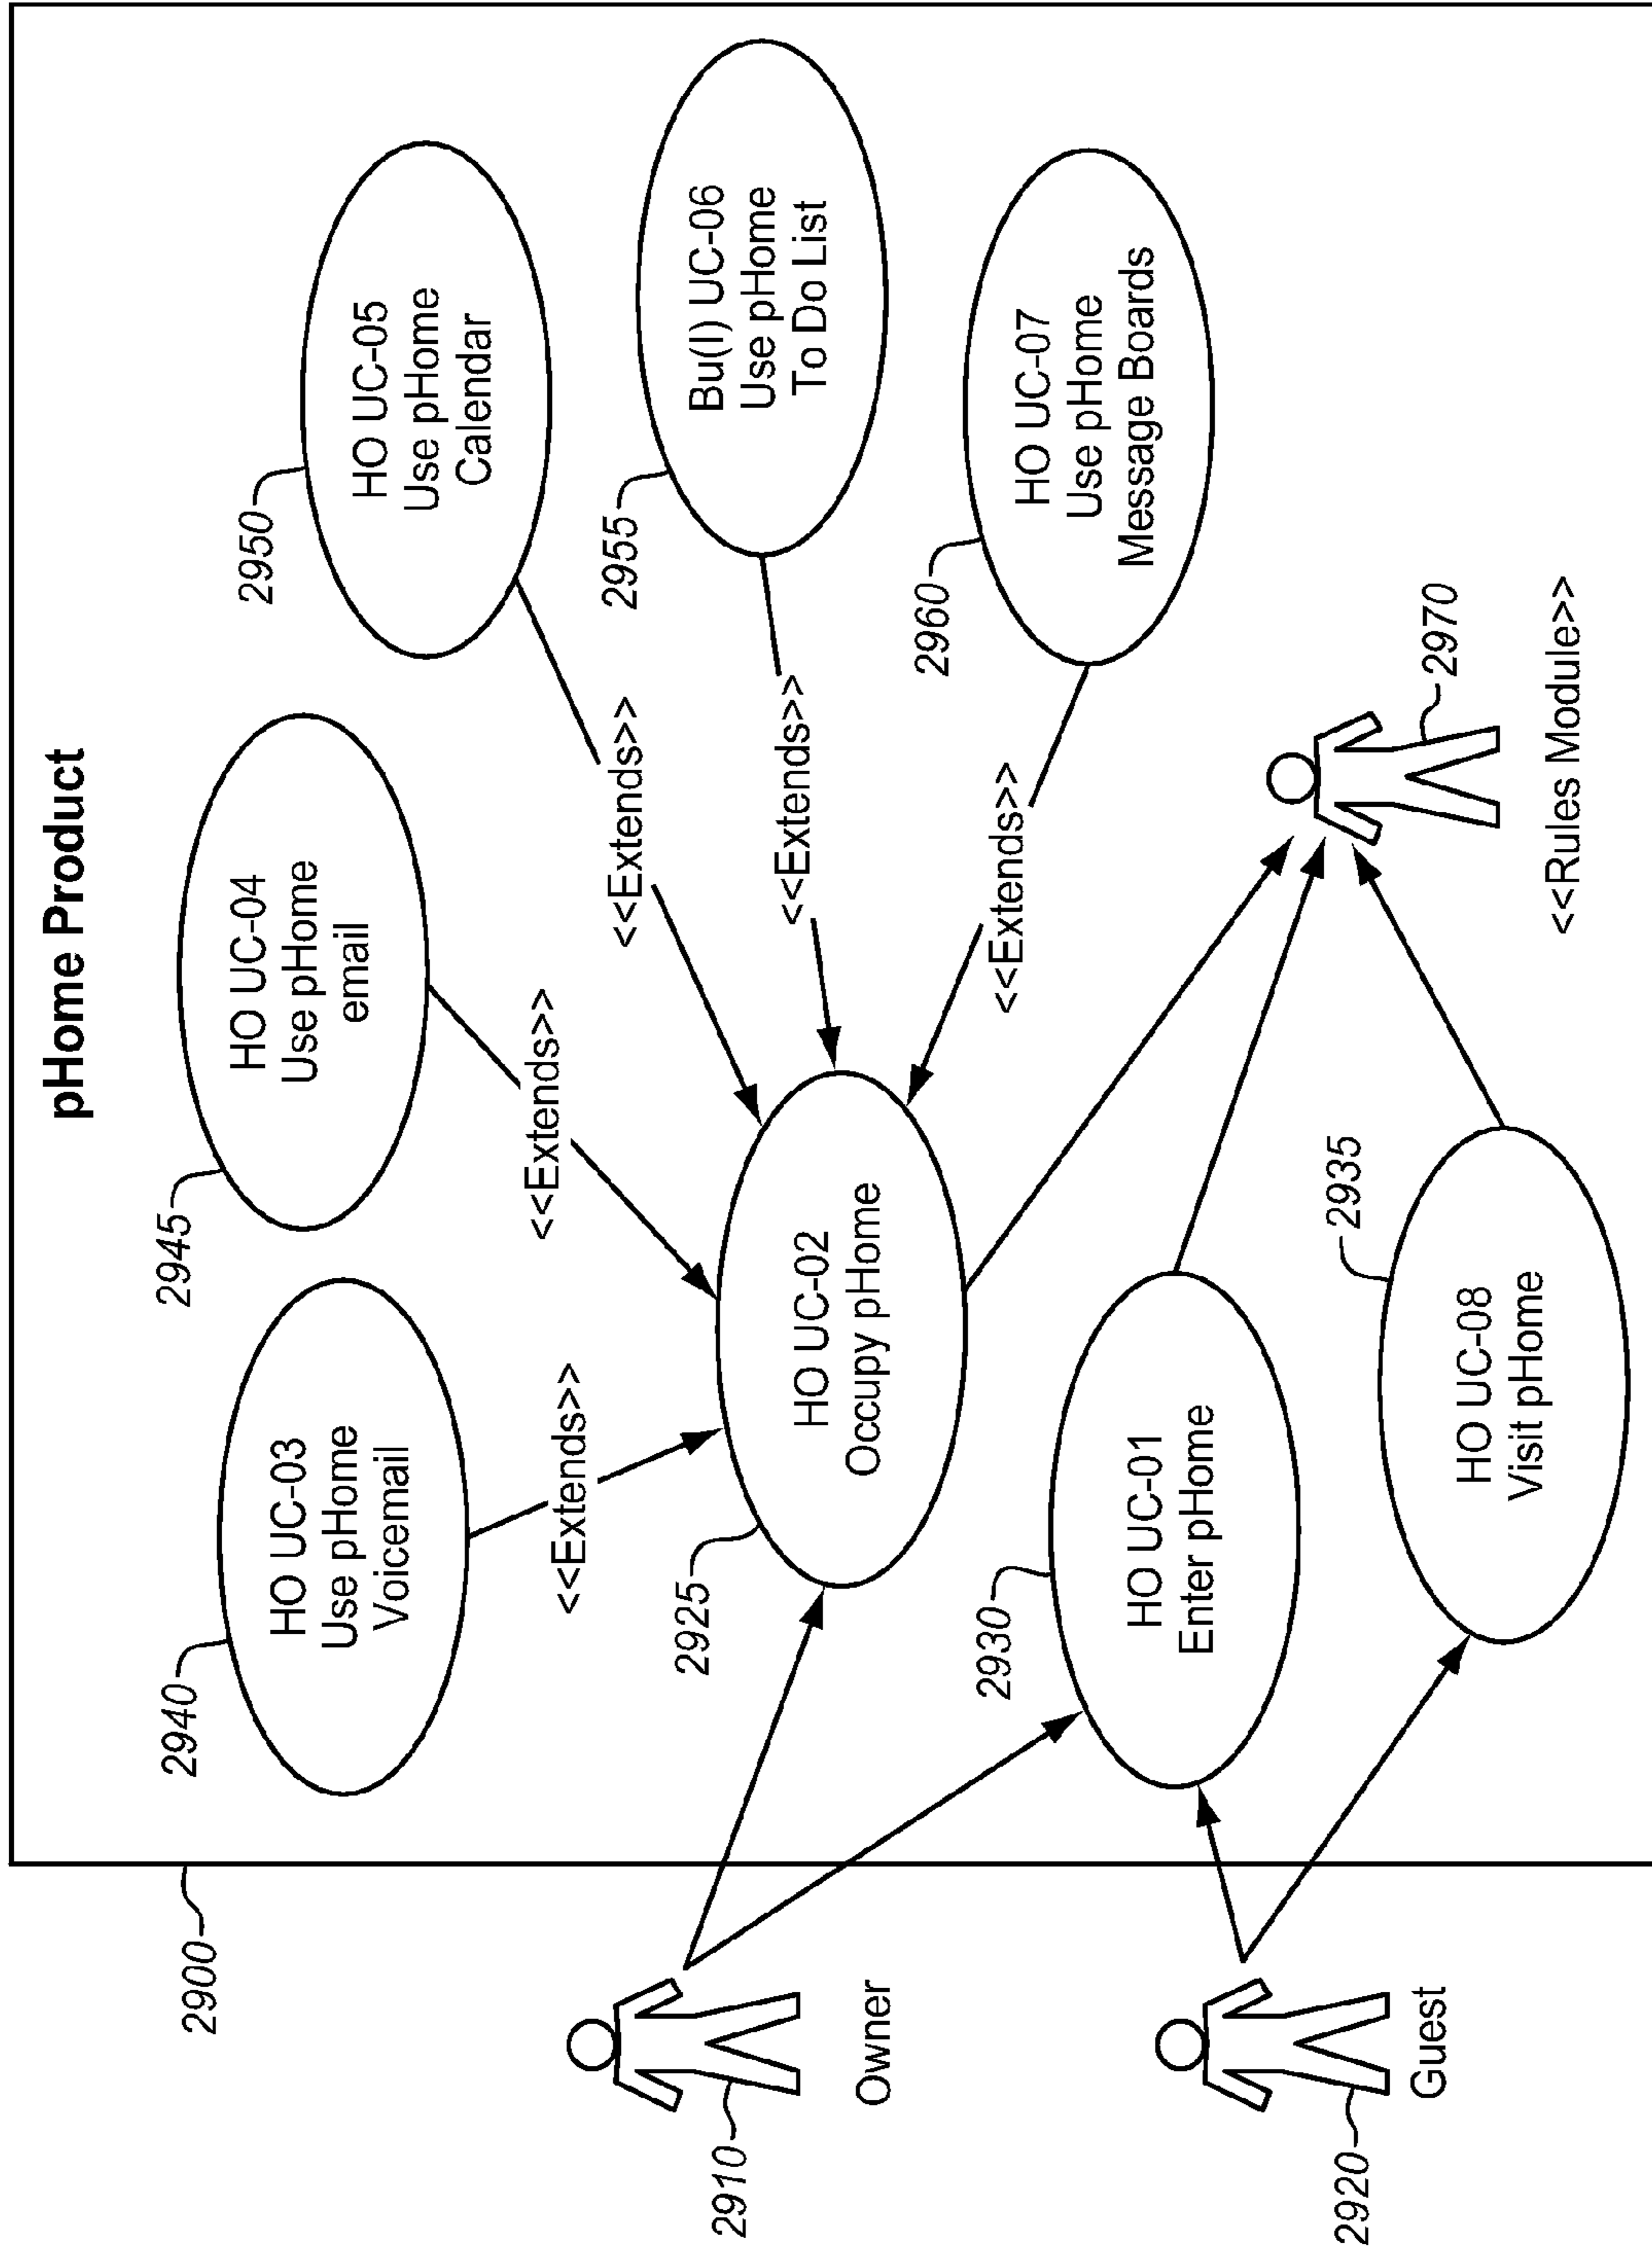 pHome Product
2900
2940
HO UC-03
Use pHome
Voicemail
2945
HO UC-04
Use pHome
email
2950
HO UC-05
Use pHome
Calendar
<<Extends>>
<<Extends>>
<<Extends>>
2955
Bu(I) UC-06
Use pHome
To Do List
<<Extends>>
2910
Owner
2925
HO UC-02
Occupy pHome
<<Extends>>
2960
HO UC-07
Use pHome
Message Boards
2930
HO UC-01
Enter pHome
2920
Guest
2935
HO UC-08
Visit pHome
2970
<<Rules Module>>